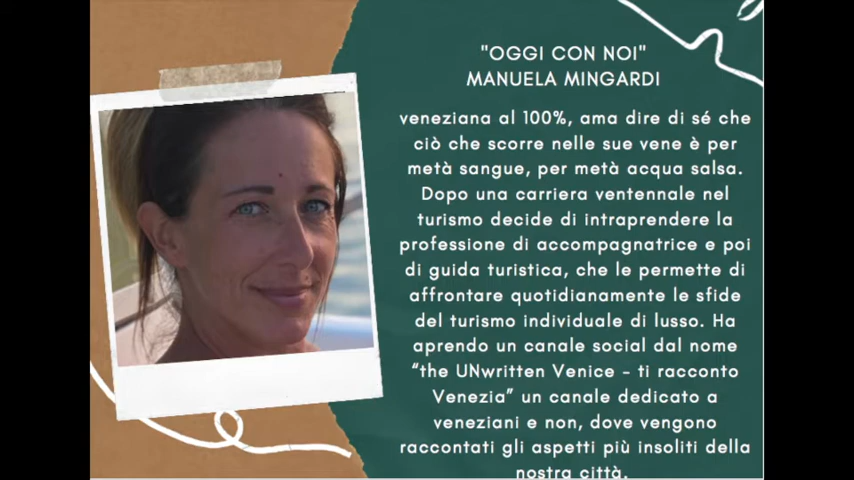 "OGGI CON NOI"
MANUELA MINGARDI
veneziana al 100%, ama dire di sé che
ciò che scorre nelle sue vene è per
metà sangue, per metà acqua salsa.
Dopo una carriera ventennale nel
turismo decide di intraprendere la
professione di accompagnatrice e poi
di guida turistica, che le permette di
affrontare quotidianamente le sfide
del turismo individuale di lusso. Ha
aprendo un canale social dal nome
“the UNwritten Venice - ti racconto
Venezia” un canale dedicato a
veneziani e non, dove vengono
raccontati gli aspetti più insoliti della
nostra città.